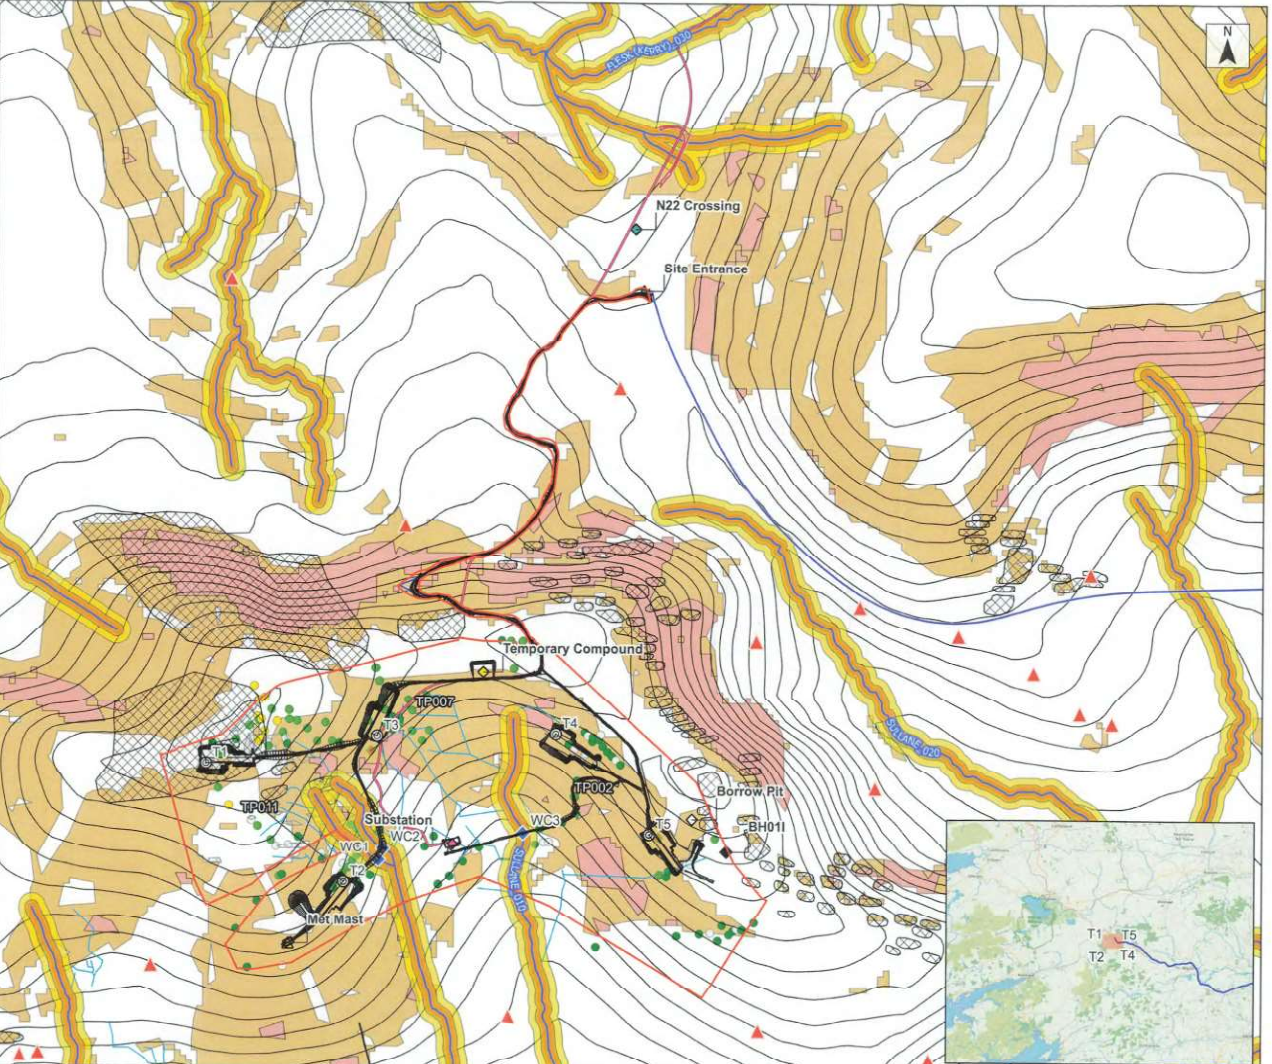 N
FLESK (KERRY)_030
N22 Crossing
Site Entrance
Temporary Compound
TP007
T3
T4
T1
TP002
Borrow Pit
TP011
Substation
WC3
T5
BH01I
WC2
WC1
SULLANE_020
T2
SULLANE_010
Met Mast
T1
T5
T2
T4